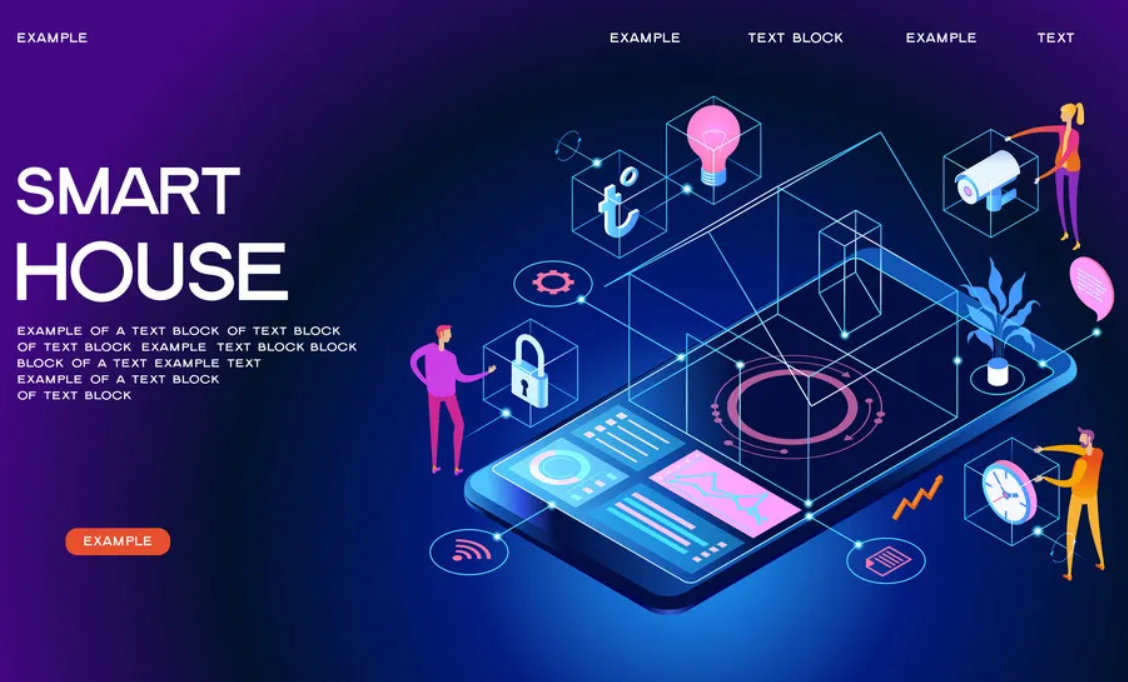 EXAMPLE
EXAMPLE TEXT BLOCK EXAMPLE TEXT
SMART
HOUSE
EXAMPLE OF A TEXT BLOCK OF TEXT BLOCK
OF TEXT BLOCK EXAMPLE TEXT BLOCK BLOCK
BLOCK OF A TEXT EXAMPLE TEXT
EXAMPLE OF A TEXT BLOCK
OF TEXT BLOCK
EXAMPLE
t°